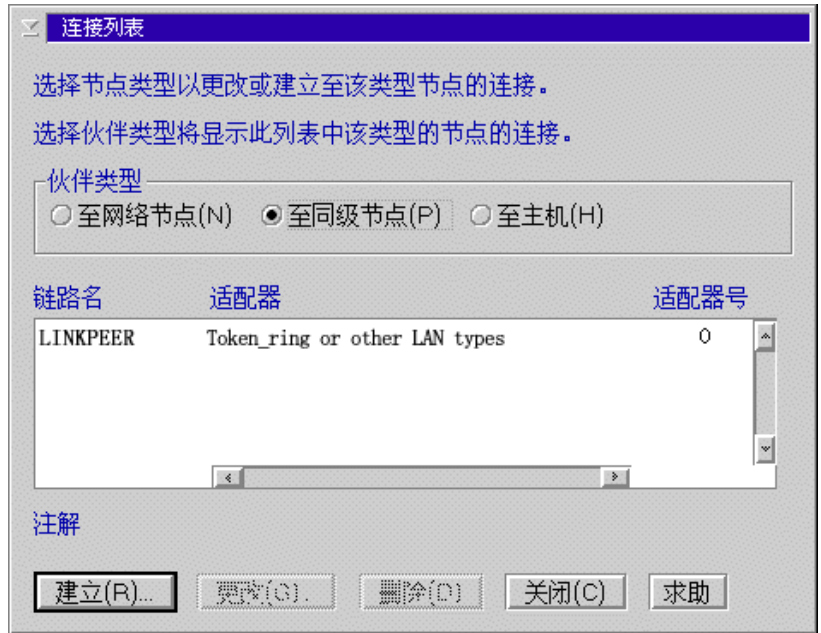 连接列表
选择节点类型以更改或建立至该类型节点的连接。
选择伙伴类型将显示此列表中该类型的节点的连接。
伙伴类型
至网络节点(N) 至同级节点(P) 至主机(H)
链路名 适配器 适配器号
LINKPEER Token_ring or other LAN types 0
注解
建立(R)... 更改(G). 删除(D) 关闭(C) 求助